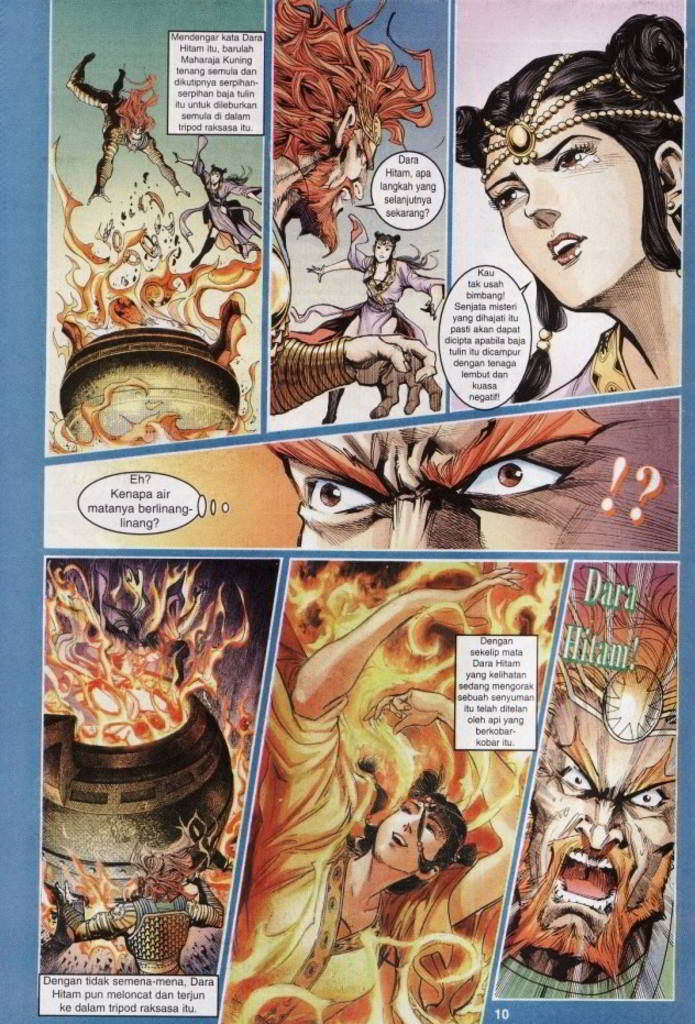 Mendengar kata Dara
Hitam itu, barulah
Maharaja Kuning
tenang semula dan
dikutipnya serpihan-
serpihan baja tulin
itu untuk dileburkan
semula di dalam
tripod raksasa itu.
Dara
Hitam, apa
langkah yang
selanjutnya
sekarang?
Kau
tak usah
bimbang!
Senjata misteri
yang dihajati itu
pasti akan dapat
dicipta apabila baja
tulin itu dicampur
dengan tenaga
lembut dan
kuasa
negatif!
Eh?
Kenapa air
matanya berlinang-
linang?
!?
Dengan tidak semena-mena, Dara
Hitam pun meloncat dan terjun
ke dalam tripod raksasa itu.
Dengan
sekelip mata
Dara Hitam
yang kelihatan
sedang mengorak
sebuah senyuman
itu telah ditelan
oleh api yang
berkobar-
kobar itu.
Dara
Hitam!
10